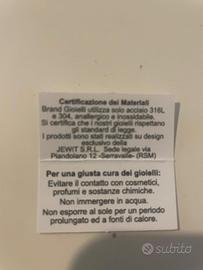 Certificazione dei Materiali
Brand Gioielli utilizza solo acciaio 316L
e 304, anallergico e inossidabile.
Si certifica che i nostri gioielli rispettano
gli standard di legge.
I prodotti sono stati realizzati su design
esclusivo della
JEWIT S.R.L. Sede legale via
Piandolano 12 -Serravalle- (RSM)
Per una giusta cura dei gioielli:
Evitare il contatto con cosmetici,
profumi e sostanze chimiche
Non immergere in acqua.
Non esporre al sole per un periodo
prolungato ed a fonti di calore.
subito